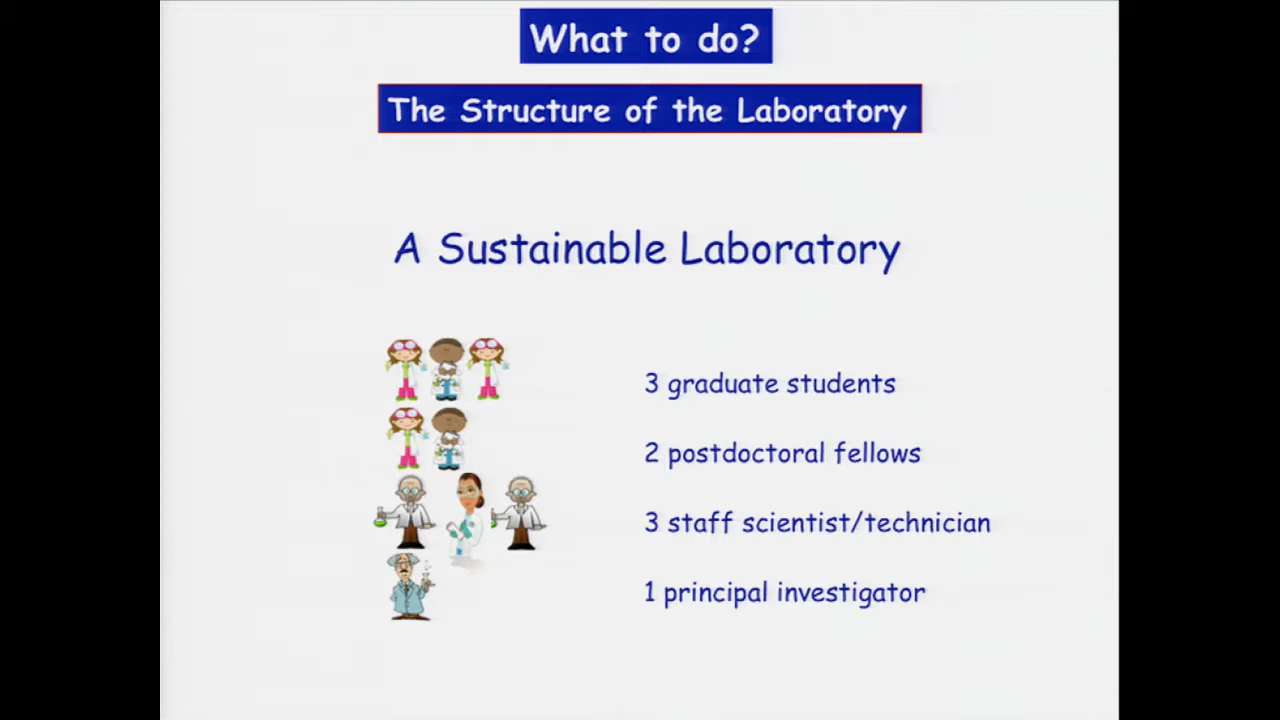 What to do?
The Structure of the Laboratory
A Sustainable Laboratory
3 graduate students
2 postdoctoral fellows
3 staff scientist/technician
1 principal investigator